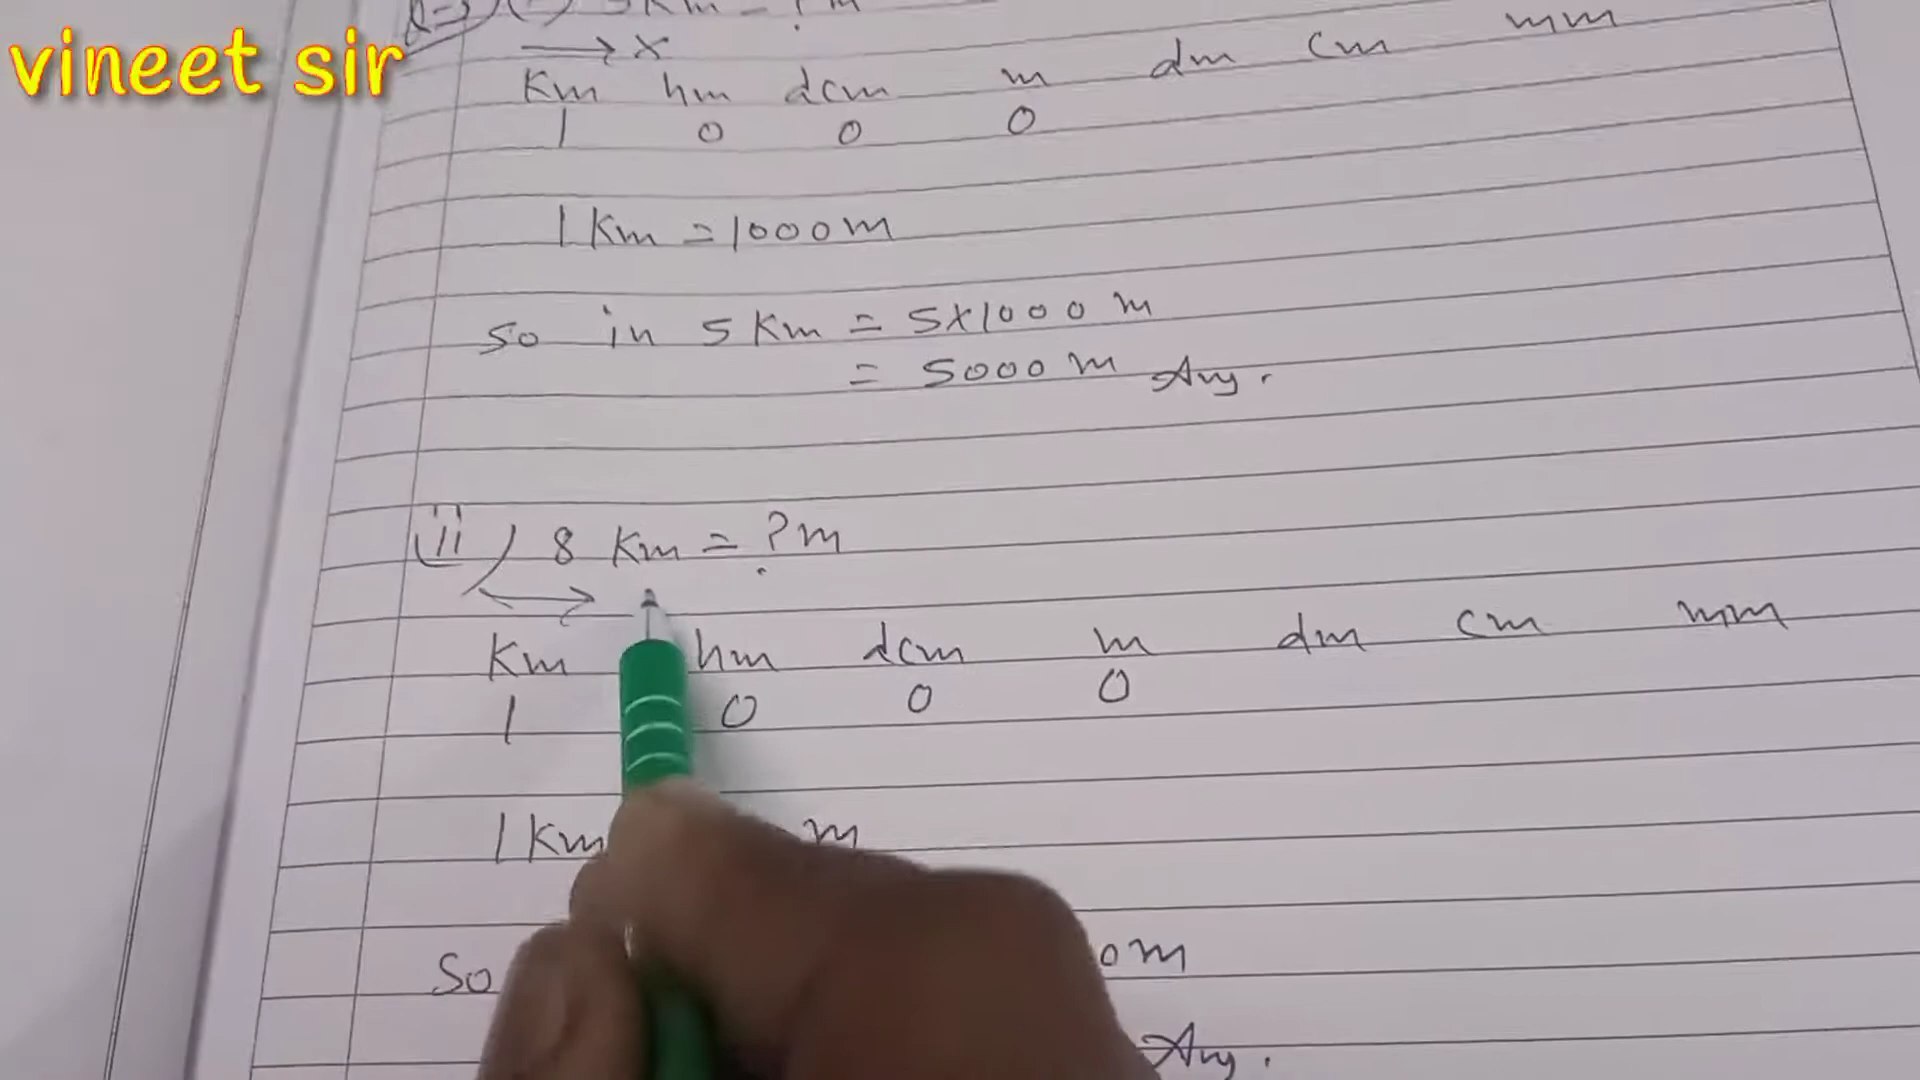 vineet sir
→ x
Km hm dcm m dm cm mm
1 0 0 0
1 Km = 1000 m
So in 5 Km = 5x1000 m
= 5000 m Ans.
(ii) 8 Km = ? m
Km hm dcm m dm cm mm
1 0 0 0
1 Km m
So 0 m
Ans.